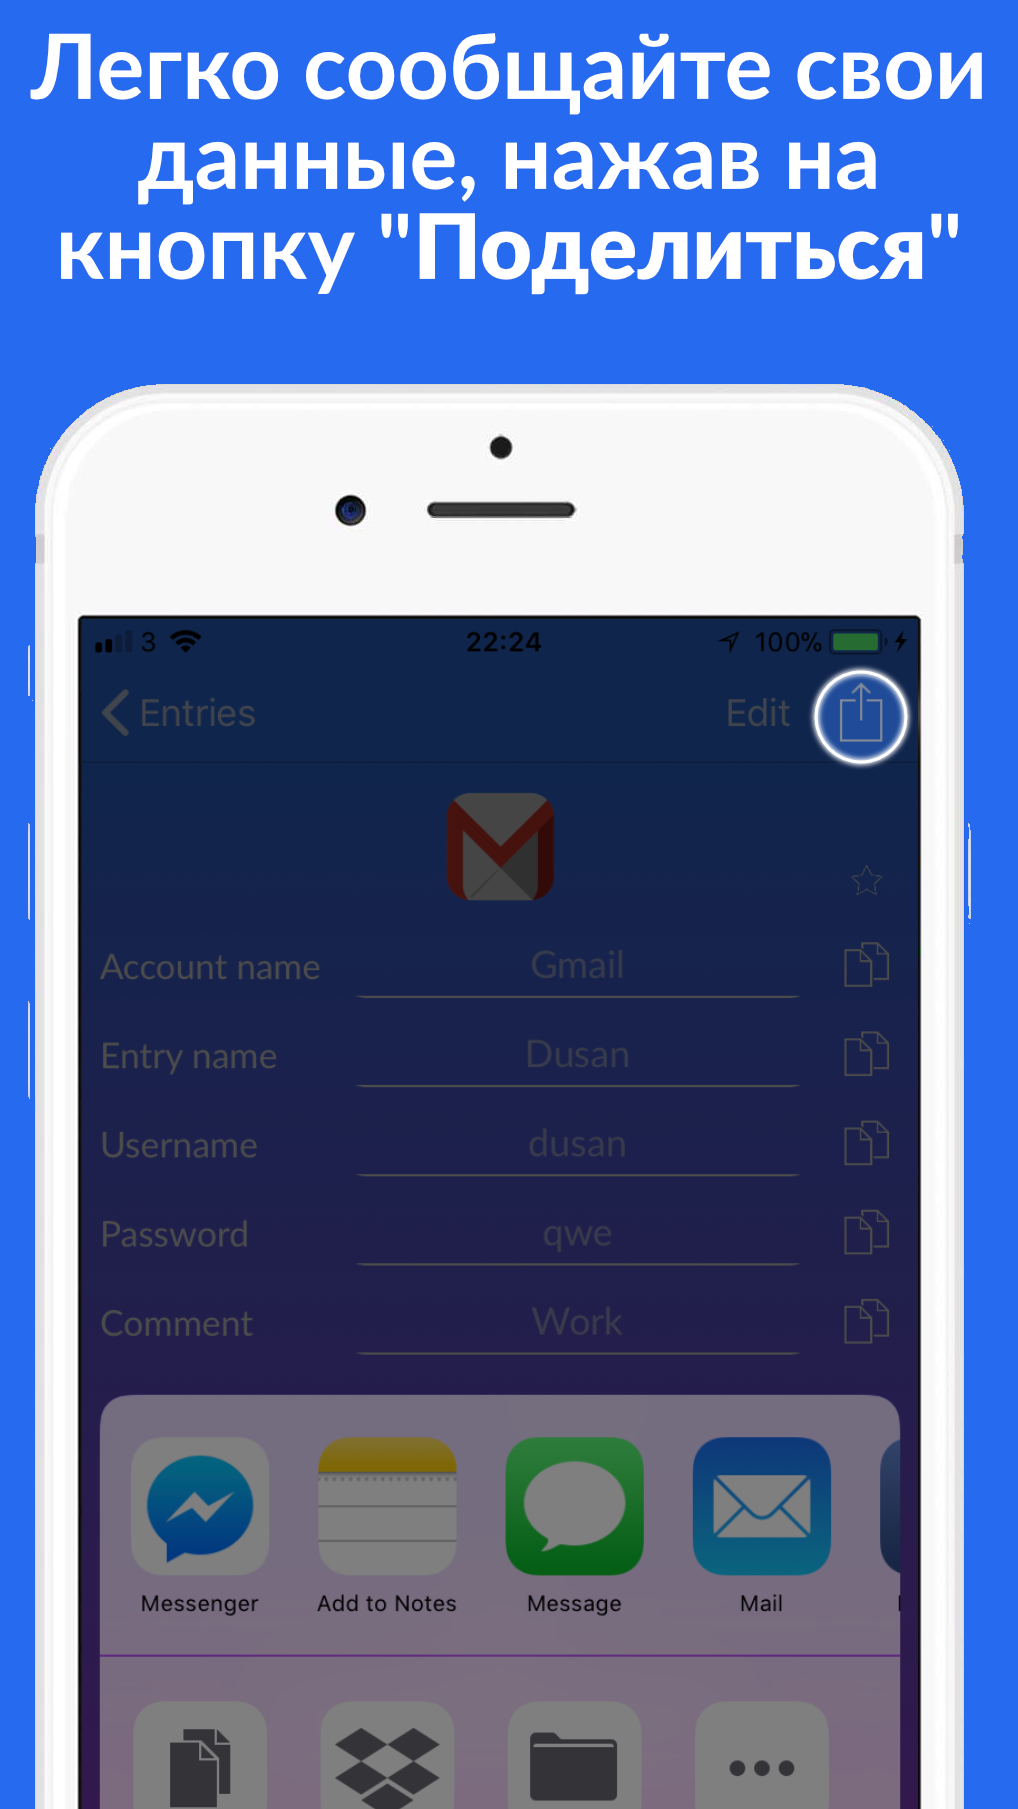 Легко сообщайте свои
данные, нажав на
кнопку "Поделиться"
3 22:24 100%
Entries Edit
Account name Gmail
Entry name Dusan
Username dusan
Password qwe
Comment Work
Messenger Add to Notes Message Mail